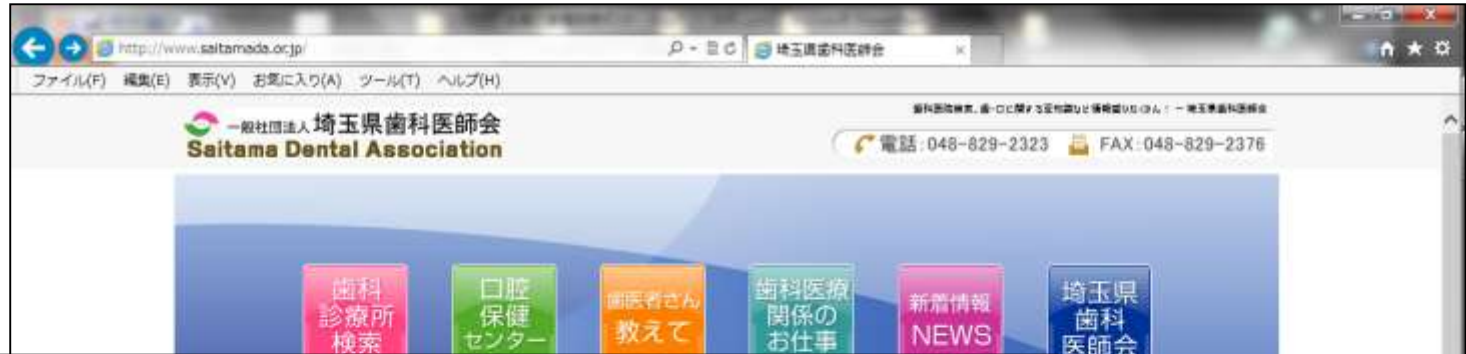 http://www.saitamada.or.jp/
埼玉県歯科医師会
ファイル(F) 編集(E) 表示(V) お気に入り(A) ツール(T) ヘルプ(H)
一般社団法人 埼玉県歯科医師会
Saitama Dental Association
電話:048-829-2323 FAX:048-829-2376
歯科
診療所
検索
口腔
保健
センター
歯医者さん
教えて
歯科医療
関係の
お仕事
新着情報
NEWS
埼玉県
歯科
医師会